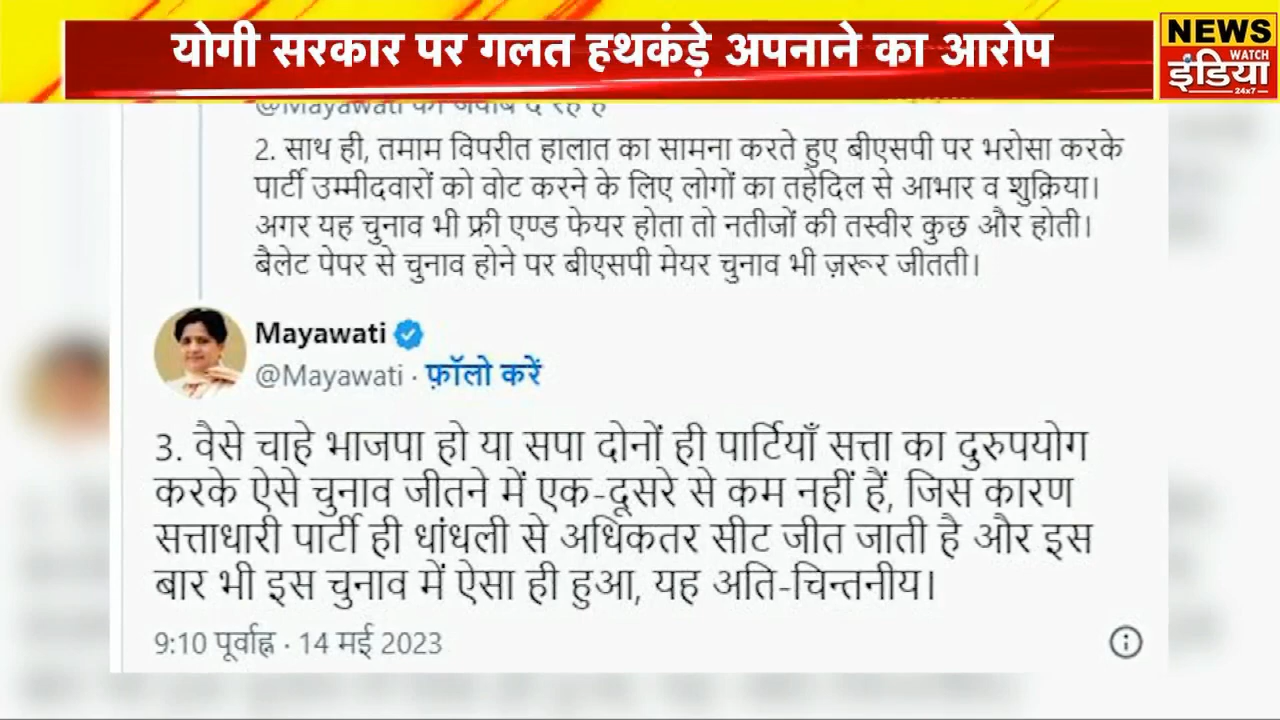 योगी सरकार पर गलत हथकंड़े अपनाने का आरोप
NEWS
WATCH
इंडिया
24x7
@Mayawati को जवाब दे रहे हैं
2. साथ ही, तमाम विपरीत हालात का सामना करते हुए बीएसपी पर भरोसा करके
पार्टी उम्मीदवारों को वोट करने के लिए लोगों का तहेदिल से आभार व शुक्रिया।
अगर यह चुनाव भी फ्री एण्ड फेयर होता तो नतीजों की तस्वीर कुछ और होती।
बैलेट पेपर से चुनाव होने पर बीएसपी मेयर चुनाव भी ज़रूर जीतती।
Mayawati
@Mayawati · फ़ॉलो करें
3. वैसे चाहे भाजपा हो या सपा दोनों ही पार्टियाँ सत्ता का दुरुपयोग
करके ऐसे चुनाव जीतने में एक-दूसरे से कम नहीं हैं, जिस कारण
सत्ताधारी पार्टी ही धांधली से अधिकतर सीट जीत जाती है और इस
बार भी इस चुनाव में ऐसा ही हुआ, यह अति-चिन्तनीय।
9:10 पूर्वाह्न · 14 मई 2023